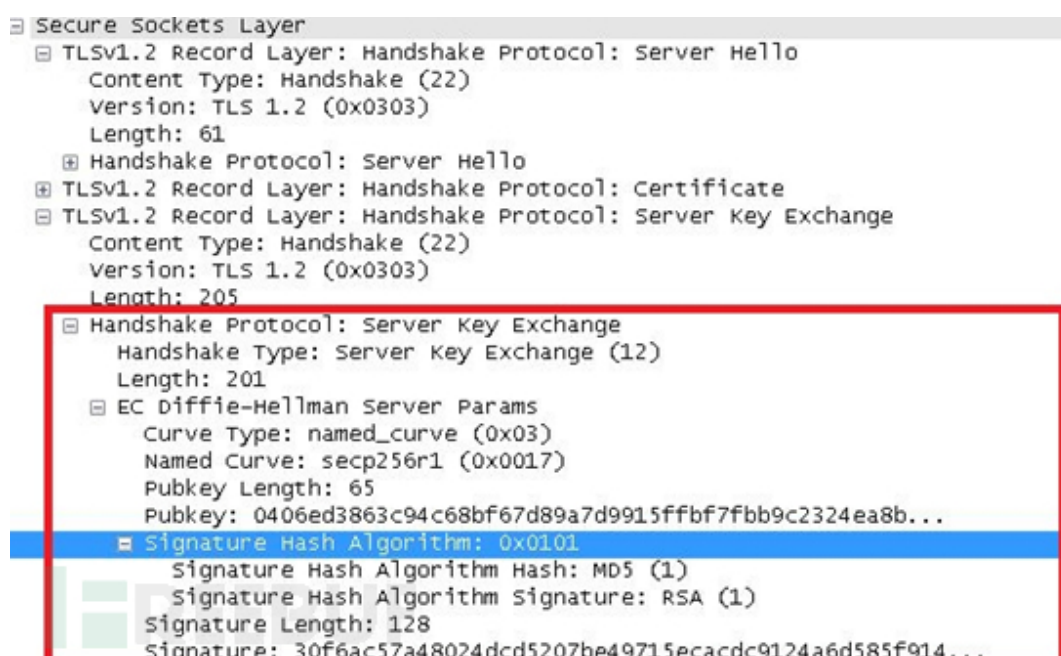 Secure Sockets Layer
TLSv1.2 Record Layer: Handshake Protocol: Server Hello
Content Type: Handshake (22)
Version: TLS 1.2 (0x0303)
Length: 61
Handshake Protocol: Server Hello
TLSv1.2 Record Layer: Handshake Protocol: Certificate
TLSv1.2 Record Layer: Handshake Protocol: Server Key Exchange
Content Type: Handshake (22)
Version: TLS 1.2 (0x0303)
Length: 205
Handshake Protocol: Server Key Exchange
Handshake Type: Server Key Exchange (12)
Length: 201
EC Diffie-Hellman Server Params
Curve Type: named_curve (0x03)
Named Curve: secp256r1 (0x0017)
Pubkey Length: 65
Pubkey: 0406ed3863c94c68bf67d89a7d9915ffbf7fbb9c2324ea8b...
Signature Hash Algorithm: 0x0101
Signature Hash Algorithm Hash: MD5 (1)
Signature Hash Algorithm Signature: RSA (1)
Signature Length: 128
Signature: 30f6ac57a48024dcd5207be49715ecacdc9124a6d585f914...